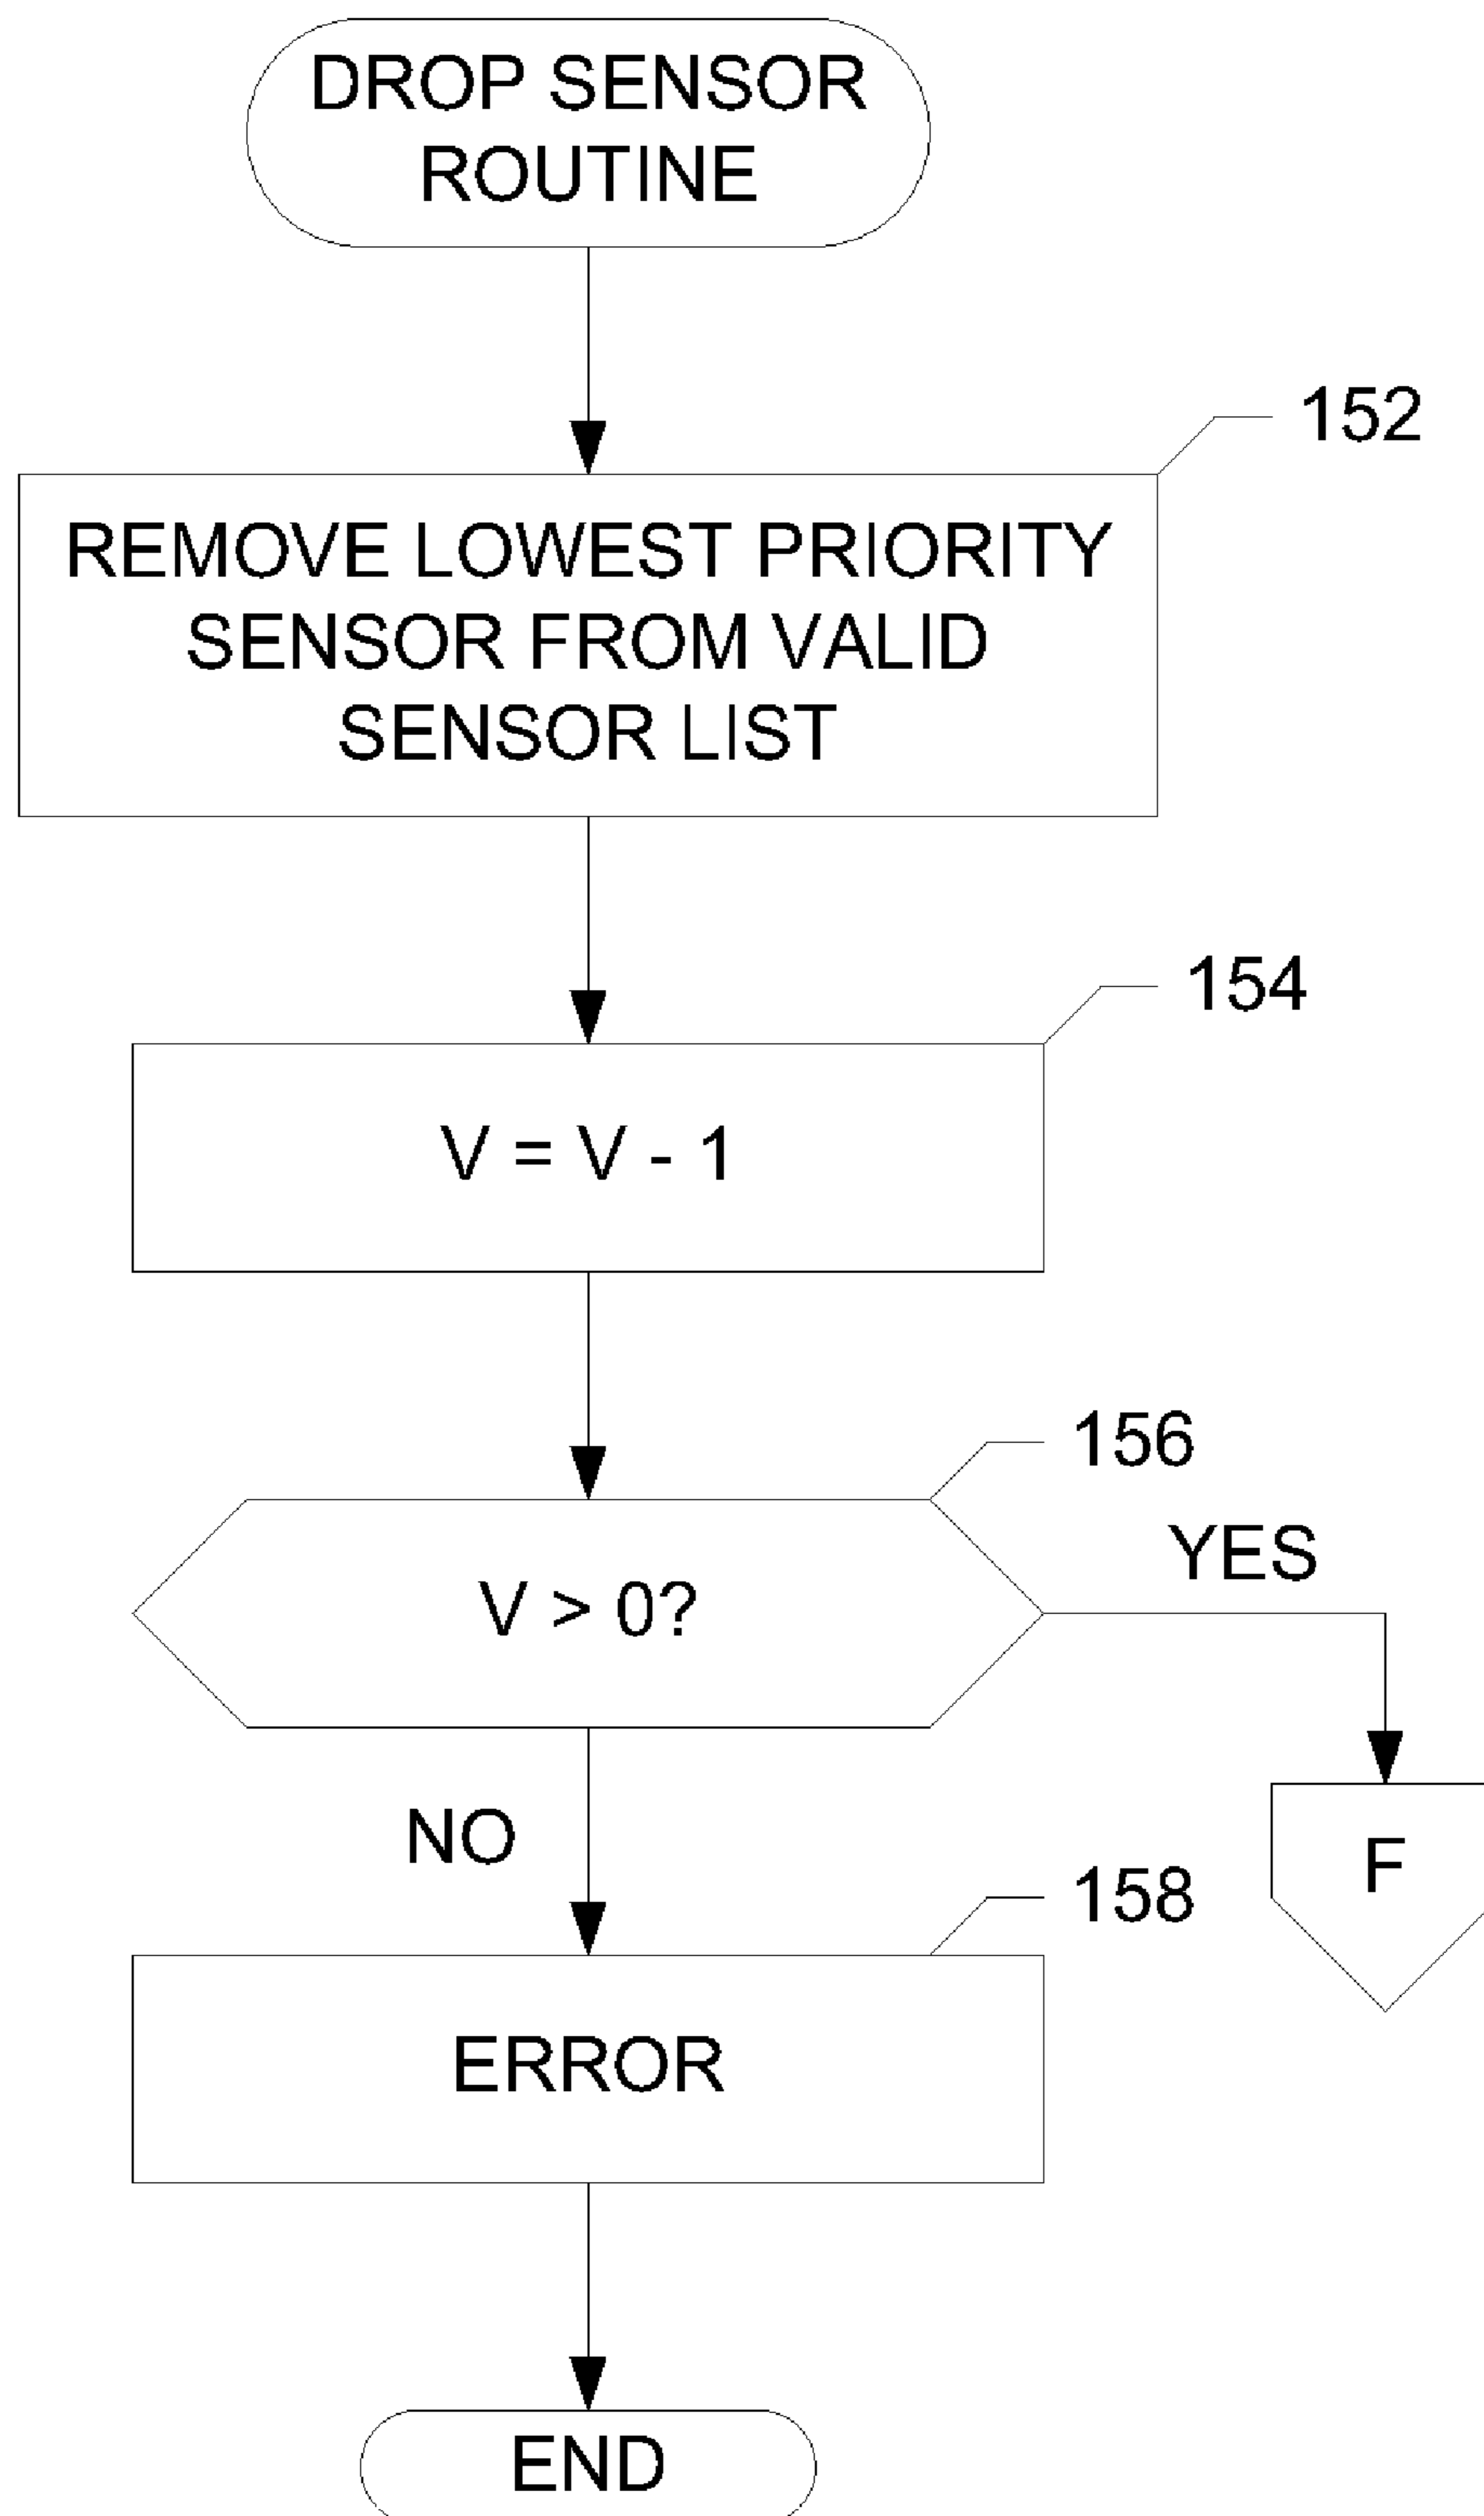 DROP SENSOR
ROUTINE
152
REMOVE LOWEST PRIORITY
SENSOR FROM VALID
SENSOR LIST
154
V = V - 1
156
YES
V > 0?
NO
F
158
ERROR
END